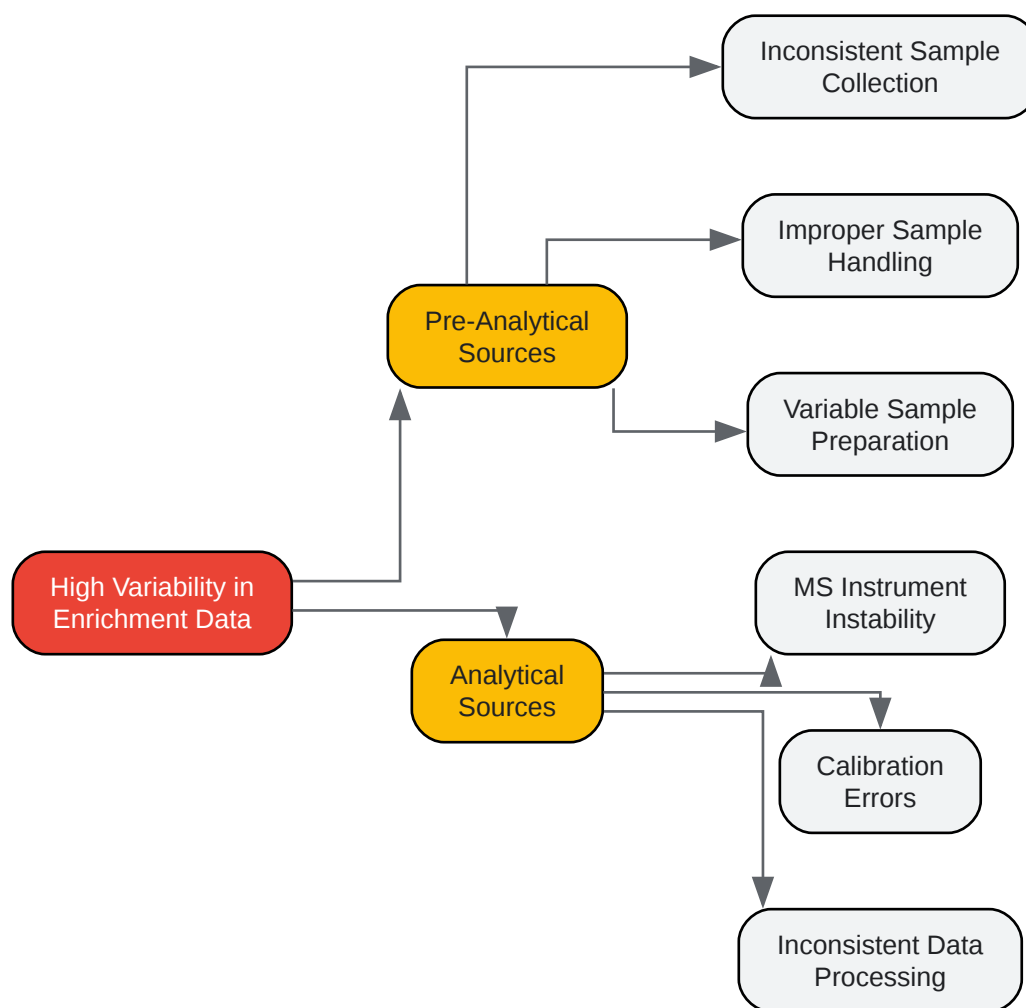 Inconsistent Sample
Collection
Improper Sample
Handling
Pre-Analytical
Sources
Variable Sample
Preparation
High Variability in
Enrichment Data
MS Instrument
Instability
Analytical
Sources
Calibration
Errors
Inconsistent Data
Processing